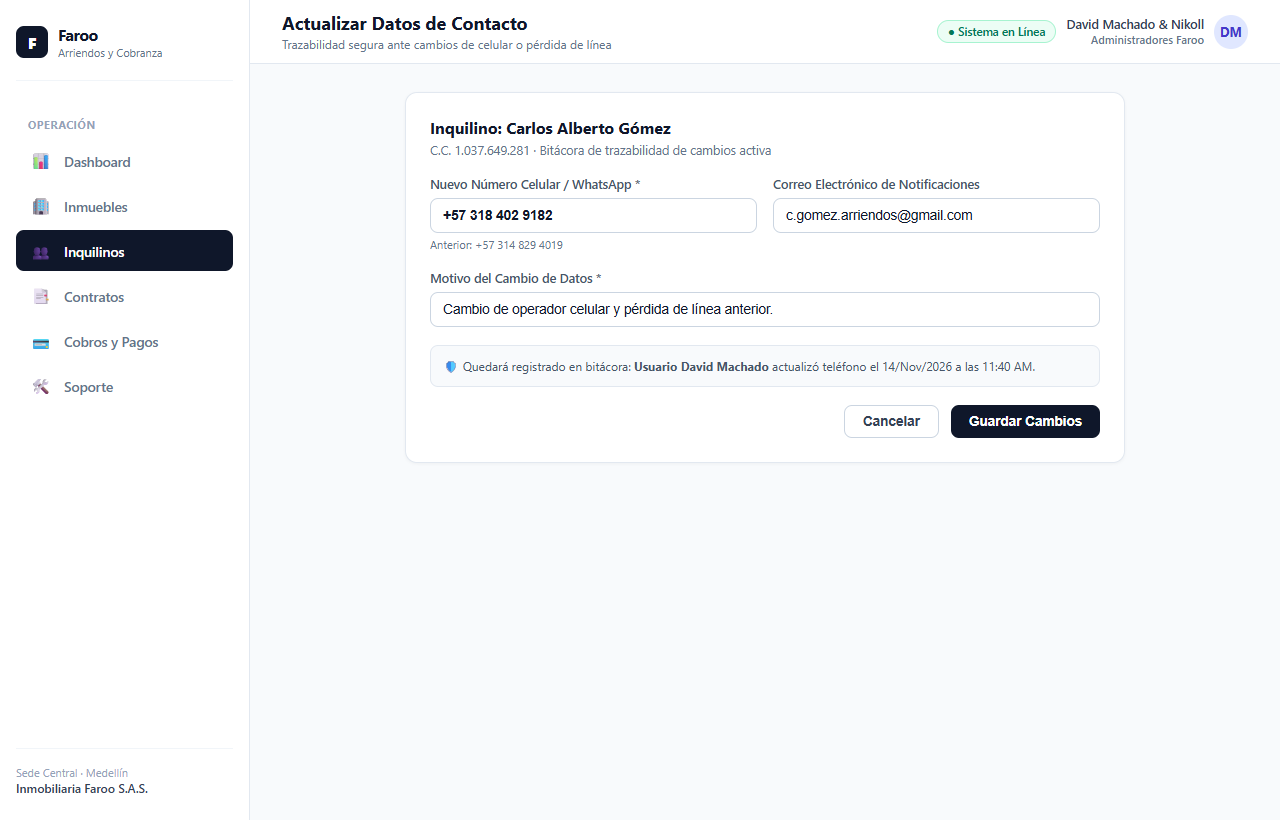 F
Faroo
Arriendos y Cobranza
OPERACIÓN
Dashboard
Inmuebles
Inquilinos
Contratos
Cobros y Pagos
Soporte
Sede Central · Medellín
Inmobiliaria Faroo S.A.S.
Actualizar Datos de Contacto
Trazabilidad segura ante cambios de celular o pérdida de línea
● Sistema en Línea
David Machado & Nikoll
Administradores Faroo
DM
Inquilino: Carlos Alberto Gómez
C.C. 1.037.649.281 · Bitácora de trazabilidad de cambios activa
Nuevo Número Celular / WhatsApp *
Correo Electrónico de Notificaciones
+57 318 402 9182
c.gomez.arriendos@gmail.com
Anterior: +57 314 829 4019
Motivo del Cambio de Datos *
Cambio de operador celular y pérdida de línea anterior.
Quedará registrado en bitácora: Usuario David Machado actualizó teléfono el 14/Nov/2026 a las 11:40 AM.
Cancelar
Guardar Cambios